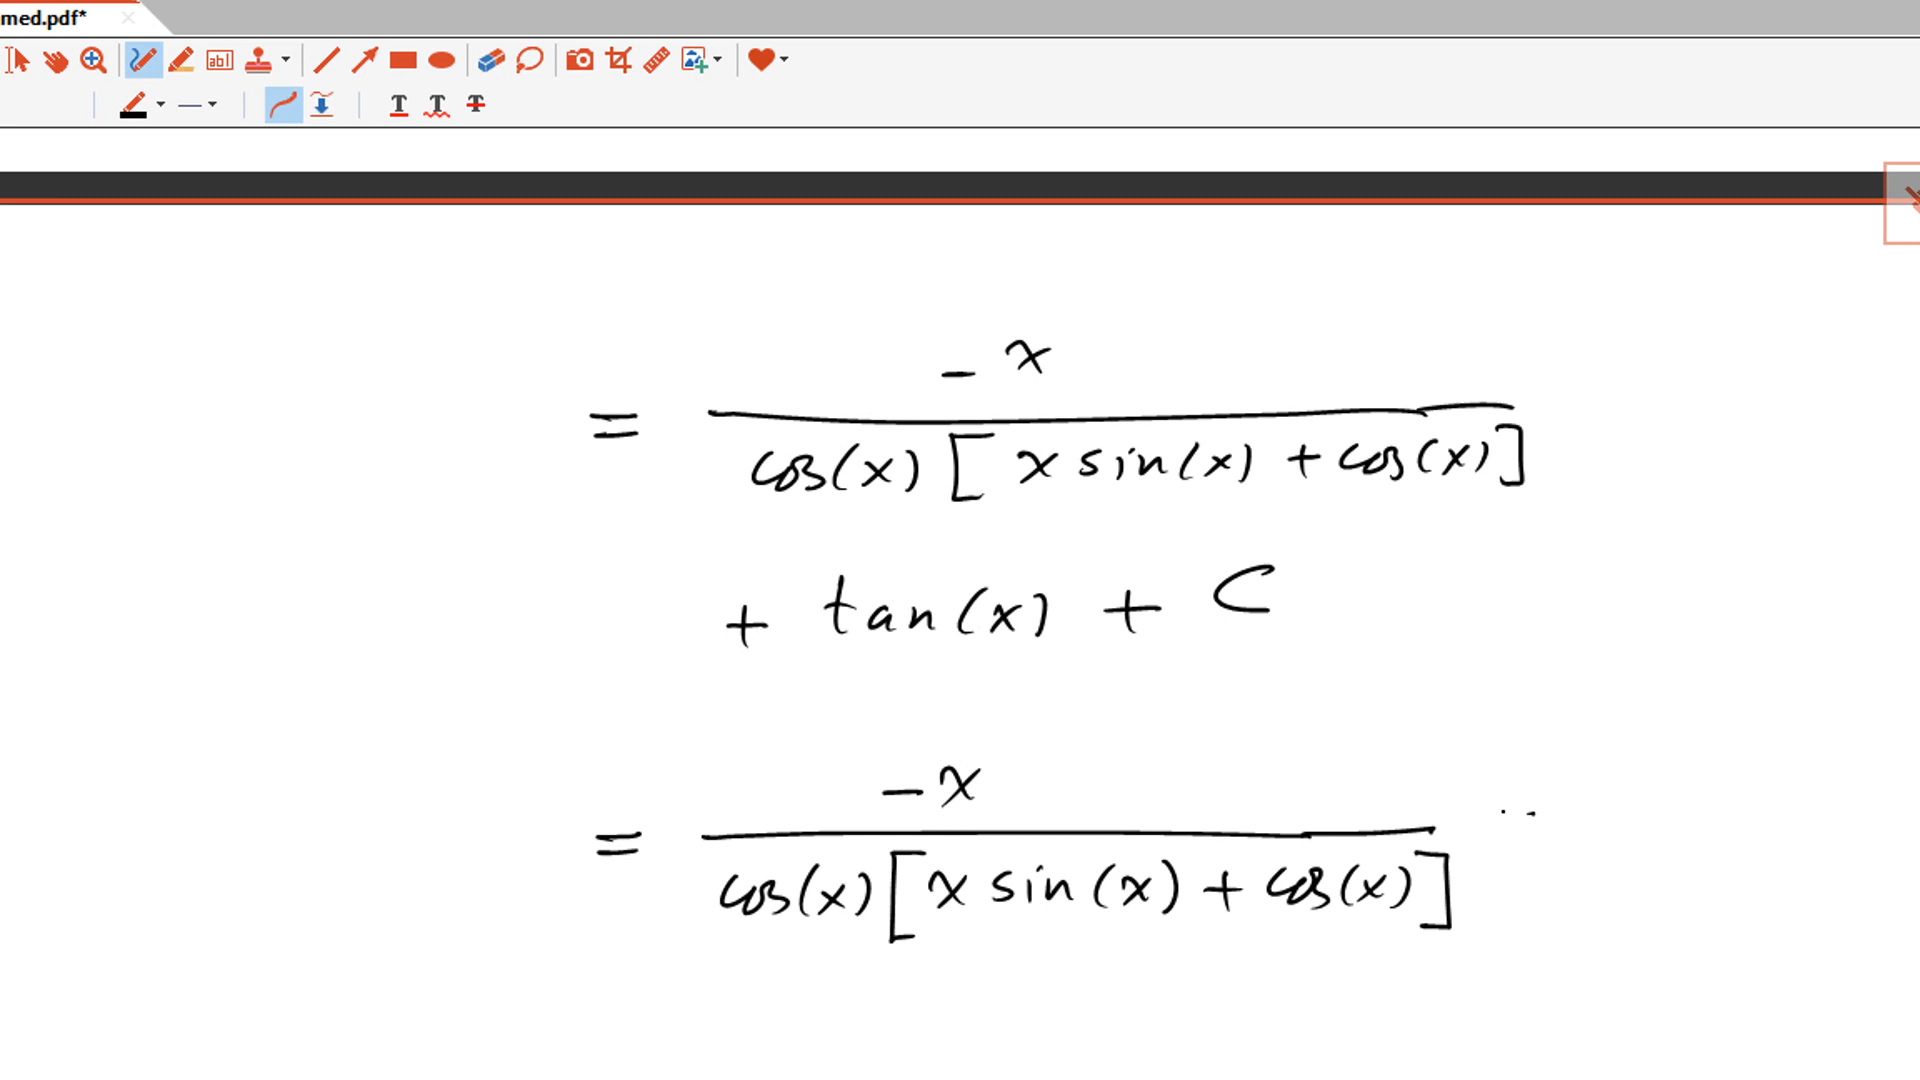 med.pdf*
= -x / cos(x) [ x sin(x) + cos(x) ]
+ tan(x) + C
= -x / cos(x) [ x sin(x) + cos(x) ]